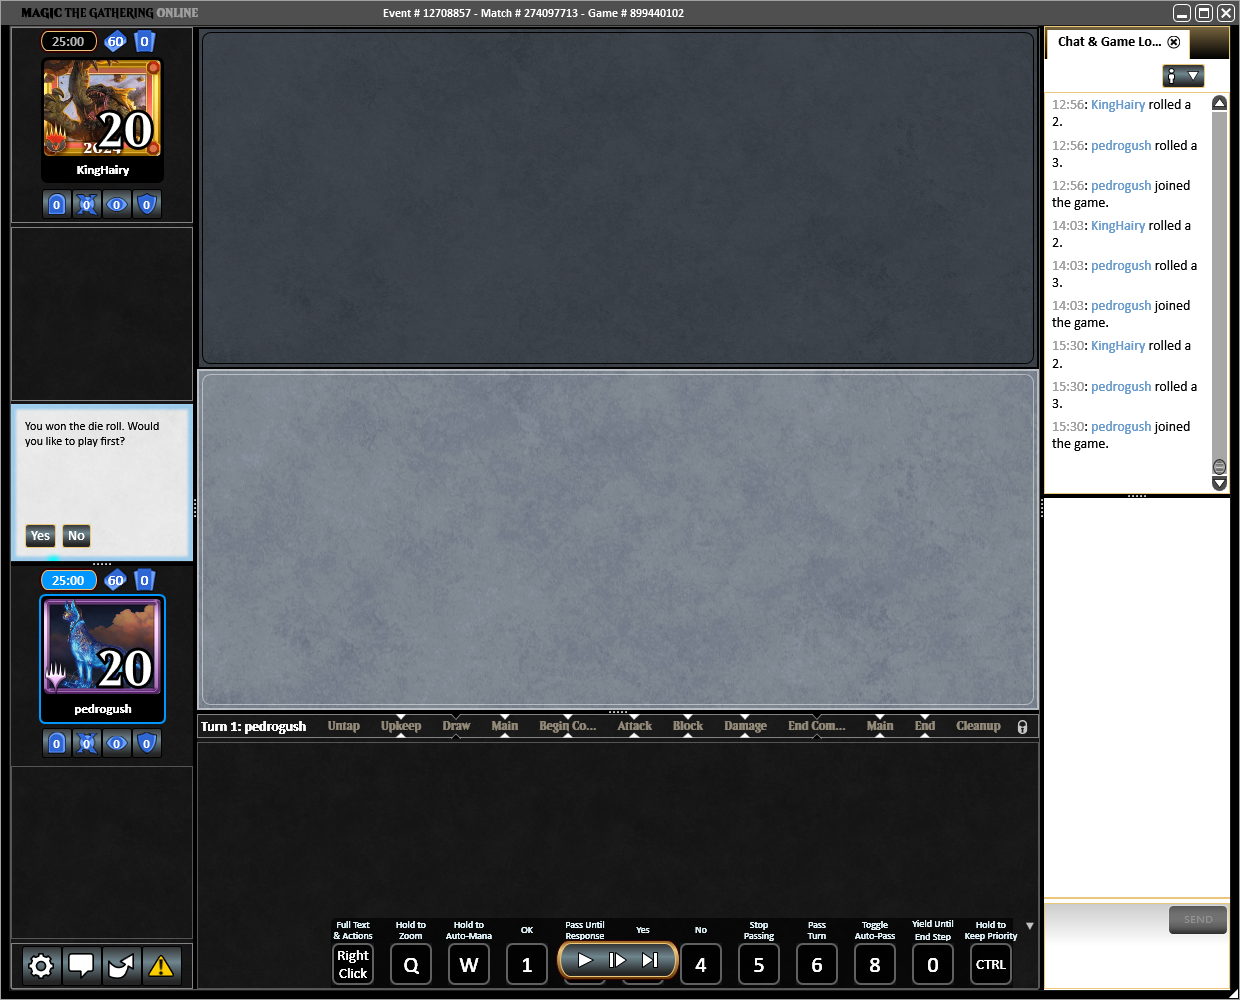 MAGIC THE GATHERING ONLINE
Event # 12708857 - Match # 274097713 - Game # 899440102
25:00 60 0
20
2024
KingHairy
0 0 0 0
You won the die roll. Would
you like to play first?
Yes No
25:00 60 0
20
pedrogush
0 0 0 0
Turn 1: pedrogush Untap Upkeep Draw Main Begin Co... Attack Block Damage End Com... Main End Cleanup
Full Text
& Actions
Right
Click
Hold to
Zoom
Q
Hold to
Auto-Mana
W
OK
1
Pass Until
Response
Yes
No
4
Stop
Passing
5
Pass
Turn
6
Toggle
Auto-Pass
8
Yield Until
End Step
0
Hold to
Keep Priority
CTRL
Chat & Game Lo...
12:56: KingHairy rolled a
2.
12:56: pedrogush rolled a
3.
12:56: pedrogush joined
the game.
14:03: KingHairy rolled a
2.
14:03: pedrogush rolled a
3.
14:03: pedrogush joined
the game.
15:30: KingHairy rolled a
2.
15:30: pedrogush rolled a
3.
15:30: pedrogush joined
the game.
SEND